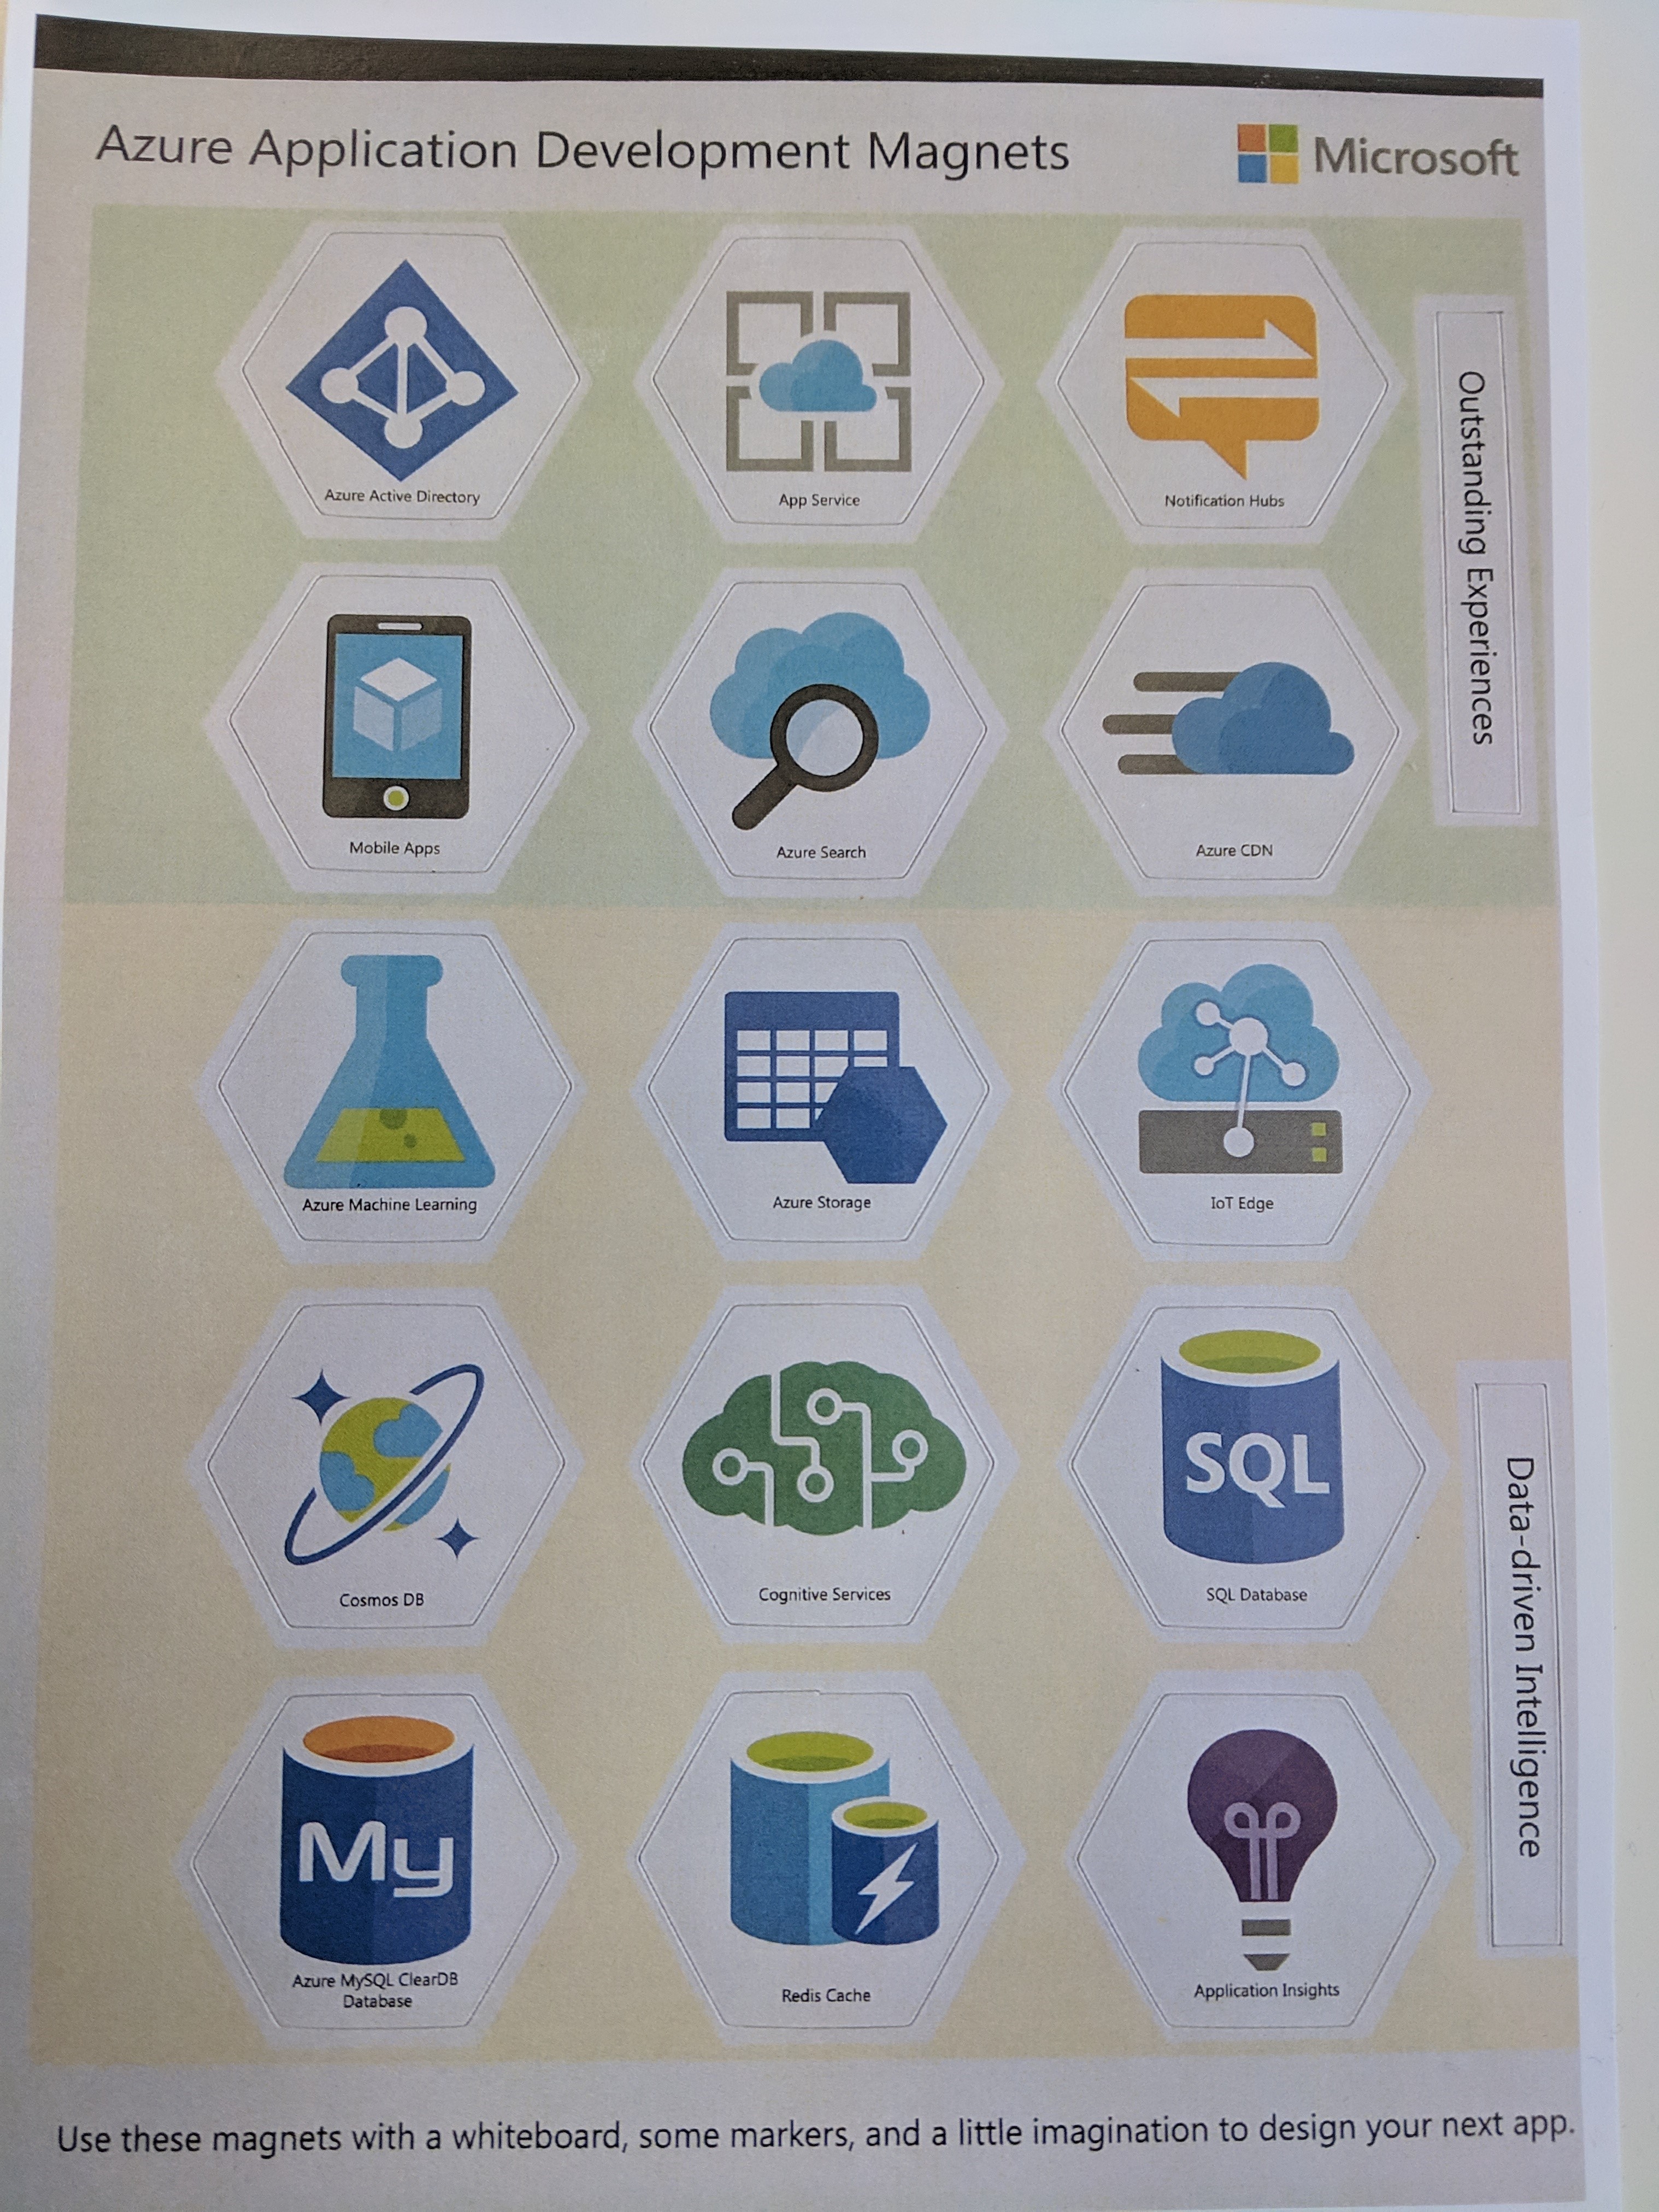 Azure Application Development Magnets
Microsoft
Azure Active Directory
App Service
Notification Hubs
Outstanding Experiences
Mobile Apps
Azure Search
Azure CDN
Azure Machine Learning
Azure Storage
IoT Edge
Cosmos DB
Cognitive Services
SQL
SQL Database
Data-driven Intelligence
My
Azure MySQL ClearDB
Database
Redis Cache
Application Insights
Use these magnets with a whiteboard, some markers, and a little imagination to design your next app.